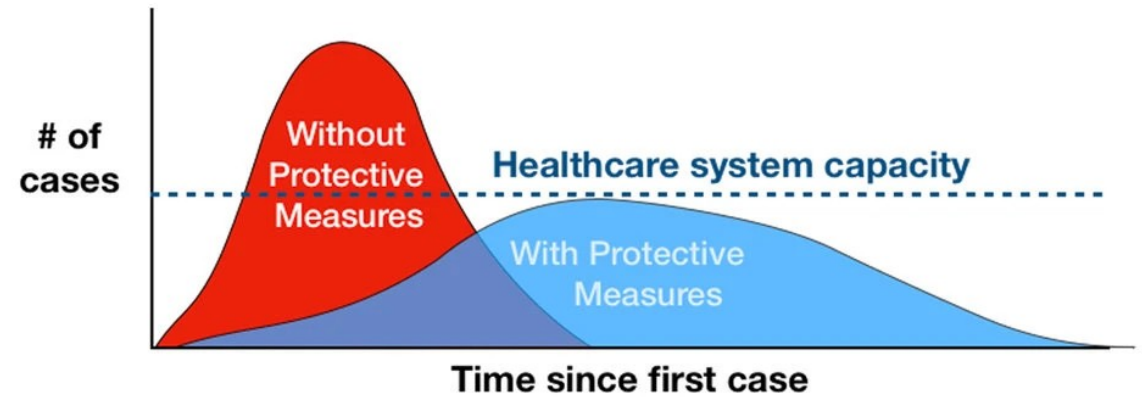 # of
cases
Without
Protective
Measures
Healthcare system capacity
With Protective
Measures
Time since first case